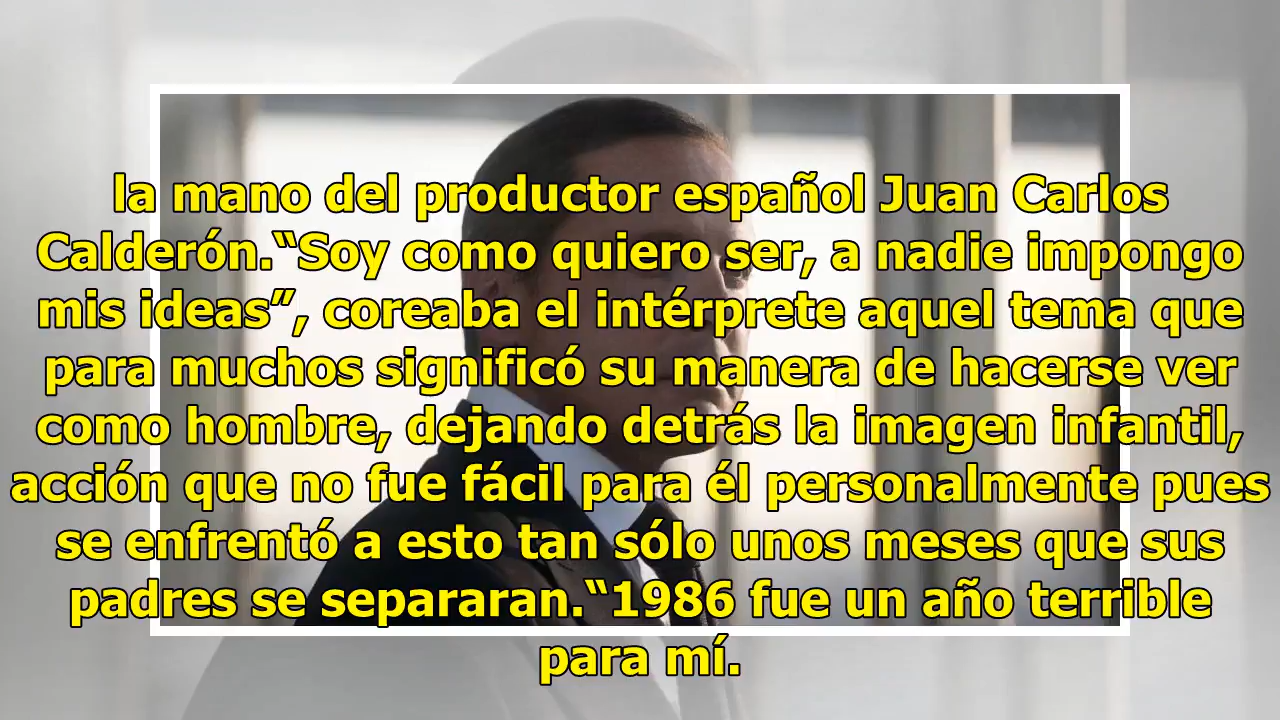 la mano del productor español Juan Carlos
Calderón.“Soy como quiero ser, a nadie impongo
mis ideas”, coreaba el intérprete aquel tema que
para muchos significó su manera de hacerse ver
como hombre, dejando detrás la imagen infantil,
acción que no fue fácil para él personalmente pues
se enfrentó a esto tan sólo unos meses que sus
padres se separaran.“1986 fue un año terrible
para mí.